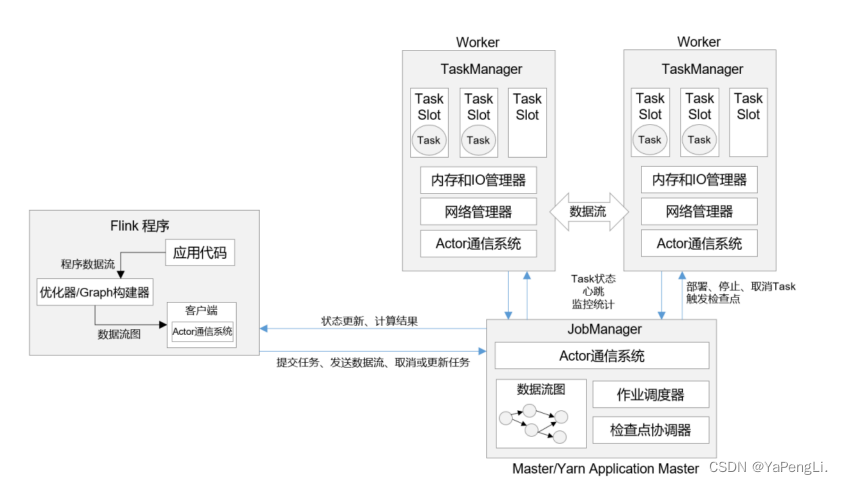 Worker
TaskManager
Task
Slot
Task
Task
Slot
Task
Task
Slot
内存和IO管理器
网络管理器
Actor通信系统
数据流
Worker
TaskManager
Task
Slot
Task
Task
Slot
Task
Task
Slot
内存和IO管理器
网络管理器
Actor通信系统
Flink 程序
应用代码
程序数据流
优化器/Graph构建器
数据流图
客户端
Actor通信系统
状态更新、计算结果
提交任务、发送数据流、取消或更新任务
Task状态
心跳
监控统计
部署、停止、取消Task
触发检查点
JobManager
Actor通信系统
数据流图
作业调度器
检查点协调器
Master/Yarn Application Master
CSDN @YaPengLi.